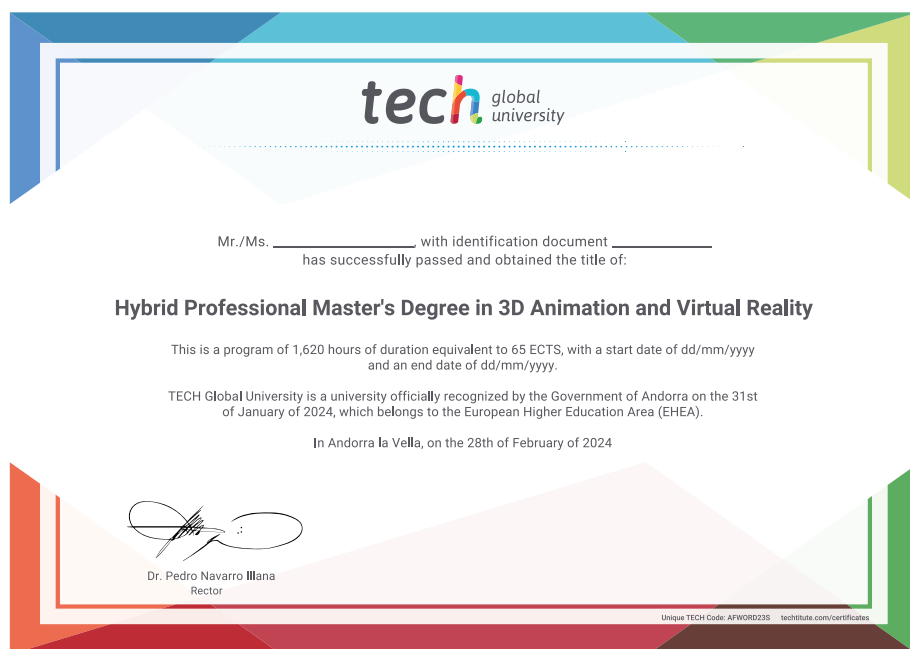 tech global university
Mr./Ms. ____________, with identification document ____________
has successfully passed and obtained the title of:
Hybrid Professional Master's Degree in 3D Animation and Virtual Reality
This is a program of 1,620 hours of duration equivalent to 65 ECTS, with a start date of dd/mm/yyyy
and an end date of dd/mm/yyyy.
TECH Global University is a university officially recognized by the Government of Andorra on the 31st
of January of 2024, which belongs to the European Higher Education Area (EHEA).
In Andorra la Vella, on the 28th of February of 2024
Dr. Pedro Navarro Illana
Rector
Unique TECH Code: AFWORD23S techtitute.com/certificates